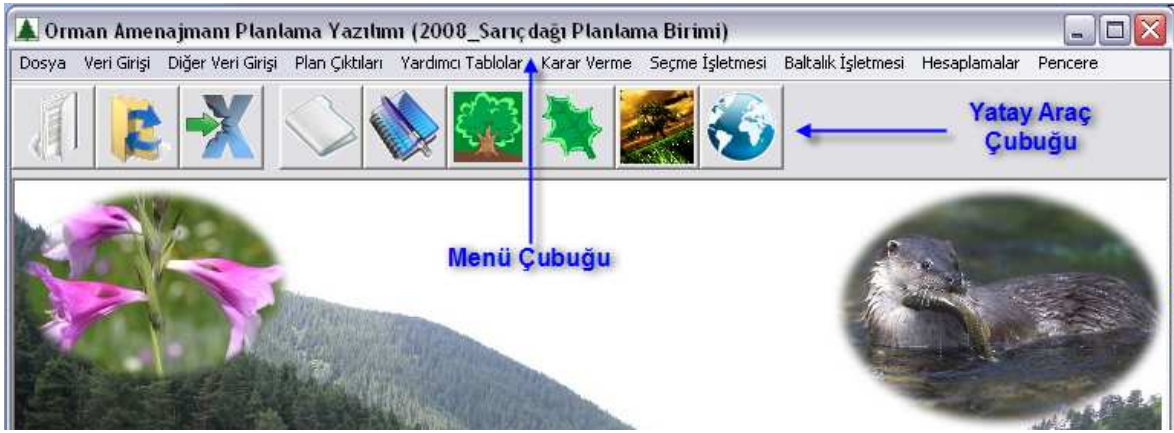 Orman Amenajmanı Planlama Yazılımı (2008_Sarıçdağı Planlama Birimi)
Dosya Veri Girişi Diğer Veri Girişi Plan Çıktıları Yardımcı Tablolar Karar Verme Seçme İşletmesi Baltalık İşletmesi Hesaplamalar Pencere
Yatay Araç
Çubuğu
Menü Çubuğu